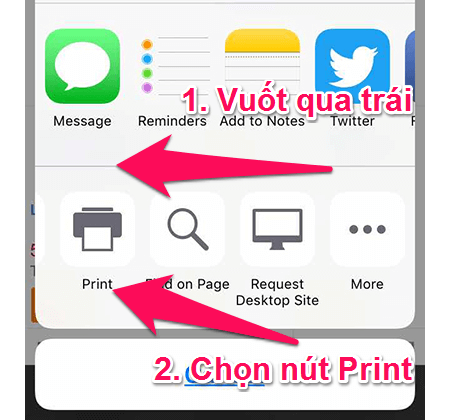 1. Vuốt qua trái
Message
Reminders
Add to Notes
Twitter
Print
on Page
Request
Desktop Site
More
2. Chọn nút Print